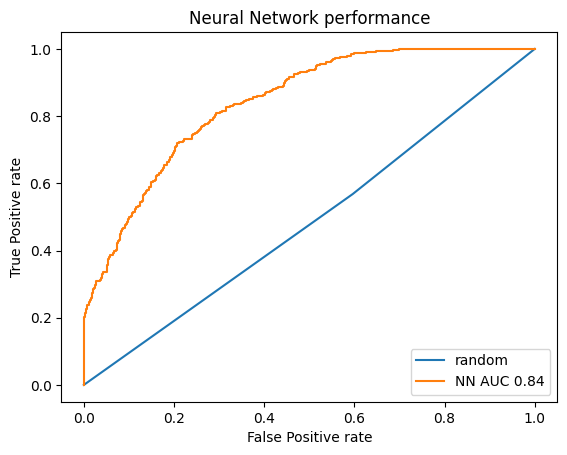 Neural Network performance
True Positive rate
1.0
0.8
0.6
0.4
0.2
0.0
0.0 0.2 0.4 0.6 0.8 1.0
False Positive rate
random
NN AUC 0.84